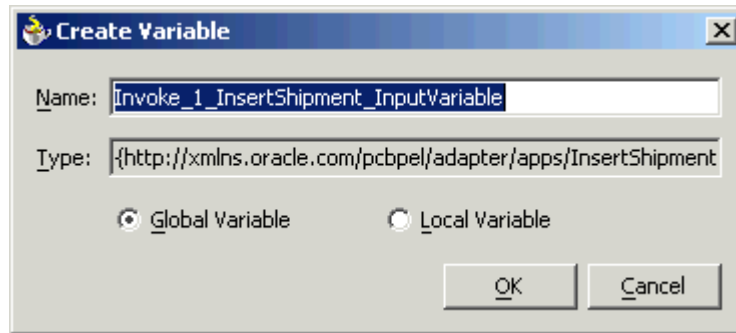 Create Variable
Name: Invoke_1_InsertShipment_InputVariable
Type: {http://xmlns.oracle.com/pcbpel/adapter/apps/InsertShipment
Global Variable Local Variable
OK Cancel